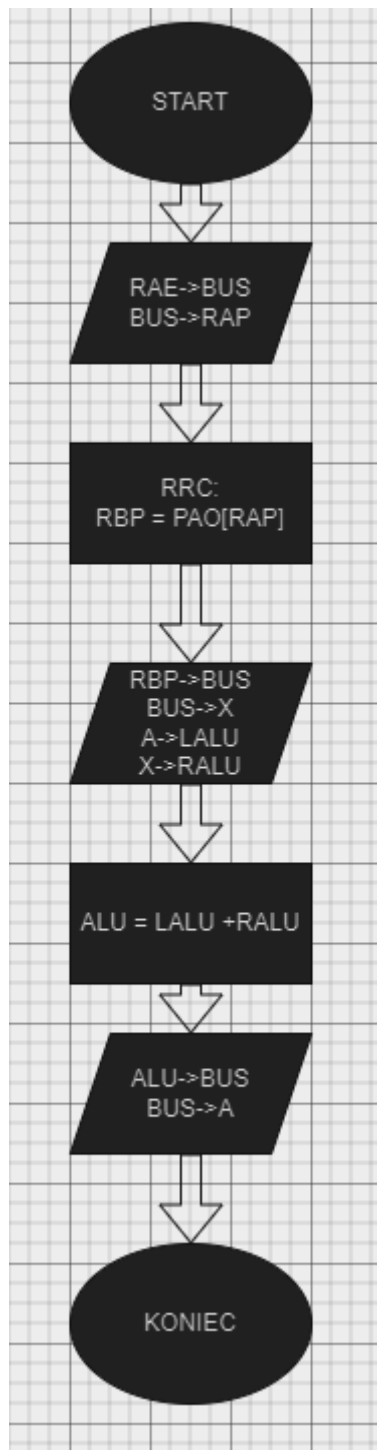 START
RAE->BUS
BUS->RAP
RRC:
RBP = PAO[RAP]
RBP->BUS
BUS->X
A->LALU
X->RALU
ALU = LALU +RALU
ALU->BUS
BUS->A
KONIEC